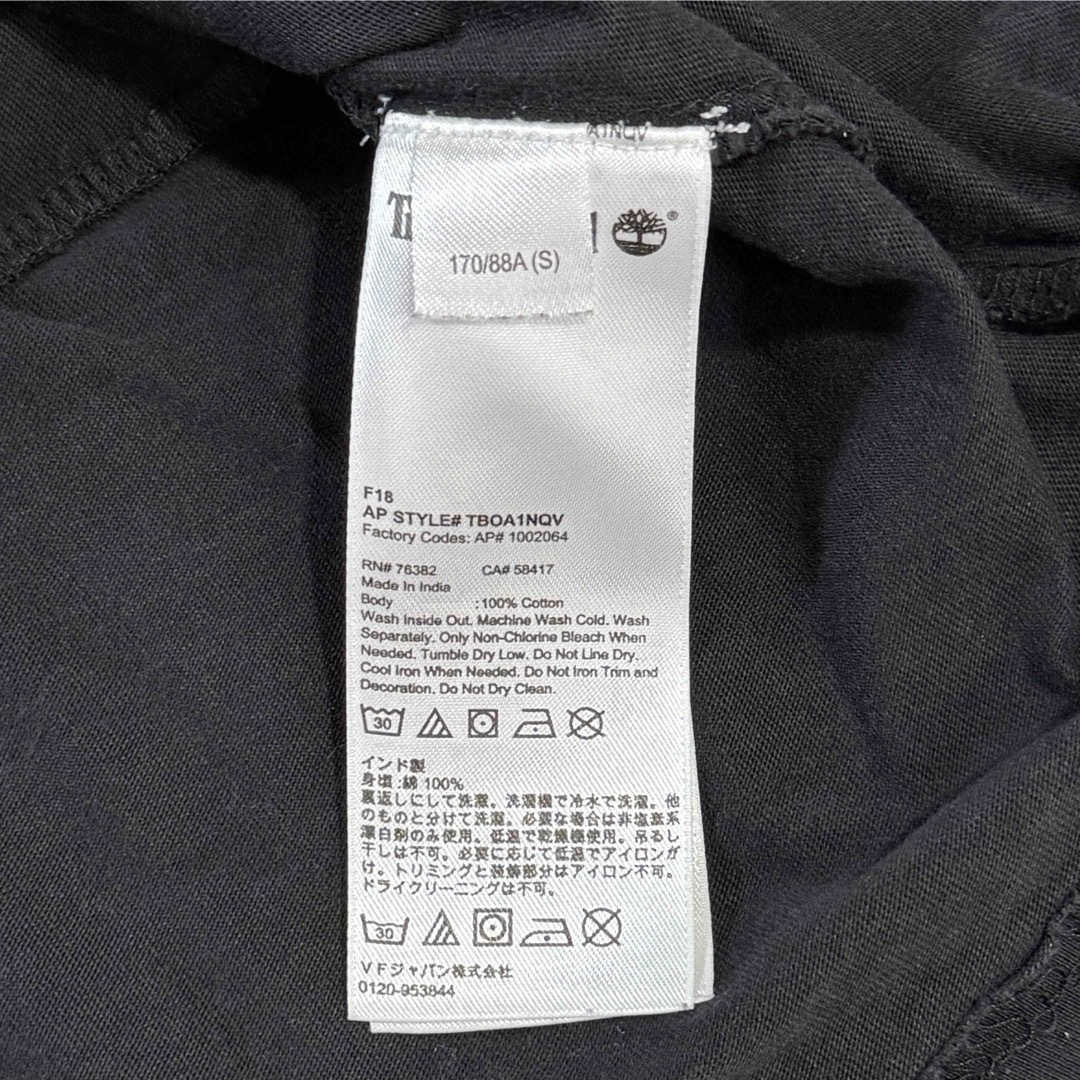 A1NQV
®
170/88A (S)
F18
AP STYLE# TBOA1NQV
Factory Codes: AP# 1002064
RN# 76382 CA# 58417
Made In India
Body : 100% Cotton
Wash Inside Out. Machine Wash Cold. Wash
Separately. Only Non-Chlorine Bleach When
Needed. Tumble Dry Low. Do Not Line Dry.
Cool Iron When Needed. Do Not Iron Trim and
Decoration. Do Not Dry Clean.
30
インド製
身頃 : 綿 100%
裏返しにして洗濯。洗濯機で冷水で洗濯。他
のものと分けて洗濯。必要な場合は非塩素系
漂白剤のみ使用。低温で乾燥機使用。吊るし
干しは不可。必要に応じて低温でアイロンが
け。トリミングと装飾部分はアイロン不可。
ドライクリーニングは不可。
30
VFジャパン株式会社
0120-953844